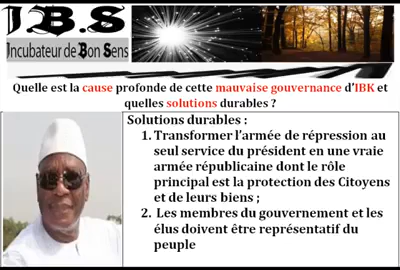 I.B.S
Incubateur de Bon Sens
Quelle est la cause profonde de cette mauvaise gouvernance d'IBK et
quelles solutions durables ?
Solutions durables :
1. Transformer l'armée de répression au
seul service du président en une vraie
armée républicaine dont le rôle
principal est la protection des Citoyens
et de leurs biens ;
2. Les membres du gouvernement et les
élus doivent être représentatif du
peuple